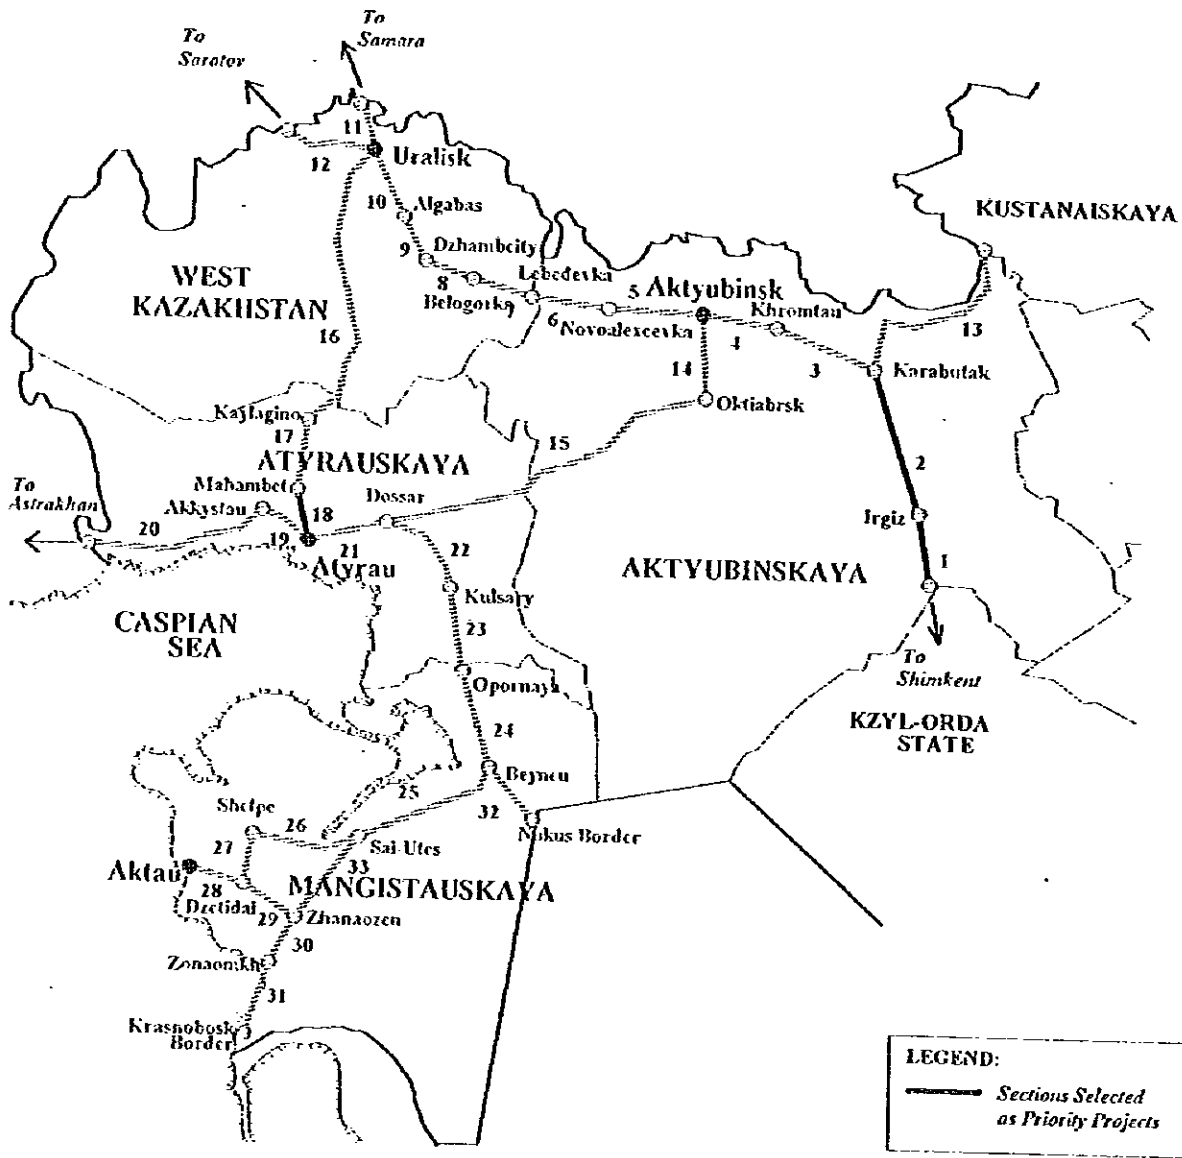 To
Samara
To
Saratov
11
12
Uralisk
10
Algabas
KUSTANAISKAYA
9
Dzhambeity
WEST
KAZAKHSTAN
8
Lebedevka
Belogorka
7
6
5
Aktyubinsk
Novoalexeevka
Khromtau
4
13
16
3
14
Karabutak
Kaylagino
Oktiabrsk
17
15
ATYRAUSKAYA
2
To
Astrakhan
Mahambet
Akkystau
Dossar
18
Irgiz
20
19
21
22
Atyrau
AKTYUBINSKAYA
1
Kulsary
CASPIAN
SEA
23
To
Shimkent
Opornaya
KZYL-ORDA
STATE
24
Beyneu
25
32
Shetpe
26
Nukus Border
27
Sai-Utes
33
Aktau
28
MANGISTAUSKAYA
Dzetidai
29
Zhanaozen
30
31
Krasnobosk
Border
LEGEND:
Sections Selected
as Priority Projects